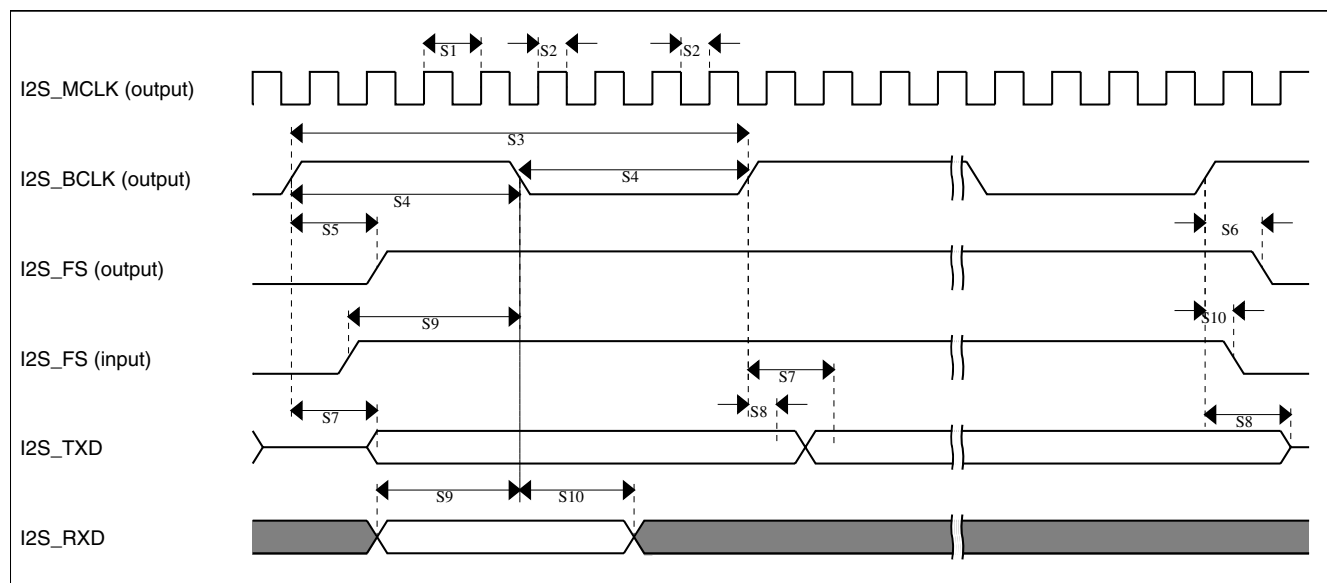 S1
S2
S2
I2S_MCLK (output)
S3
I2S_BCLK (output)
S4
S4
S5
S6
I2S_FS (output)
S9
S10
I2S_FS (input)
S7
S7
S8
S8
I2S_TXD
S9
S10
I2S_RXD